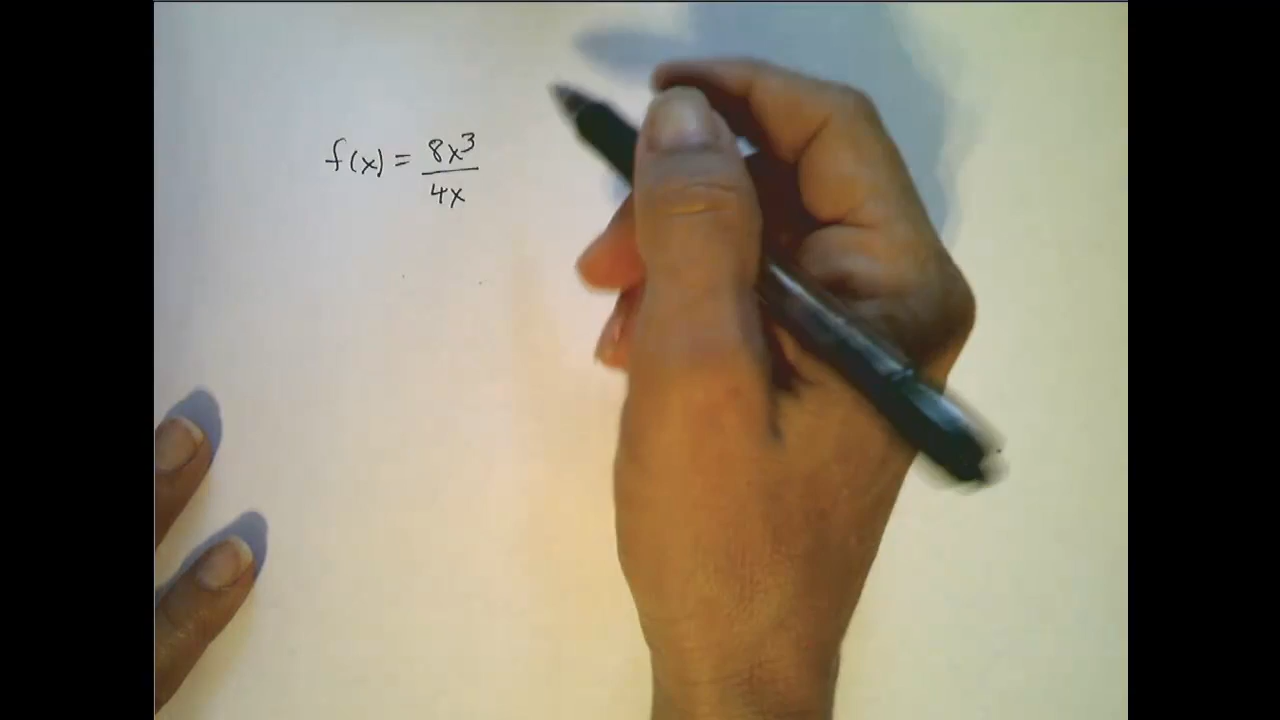 f(x) = 8x³/4x